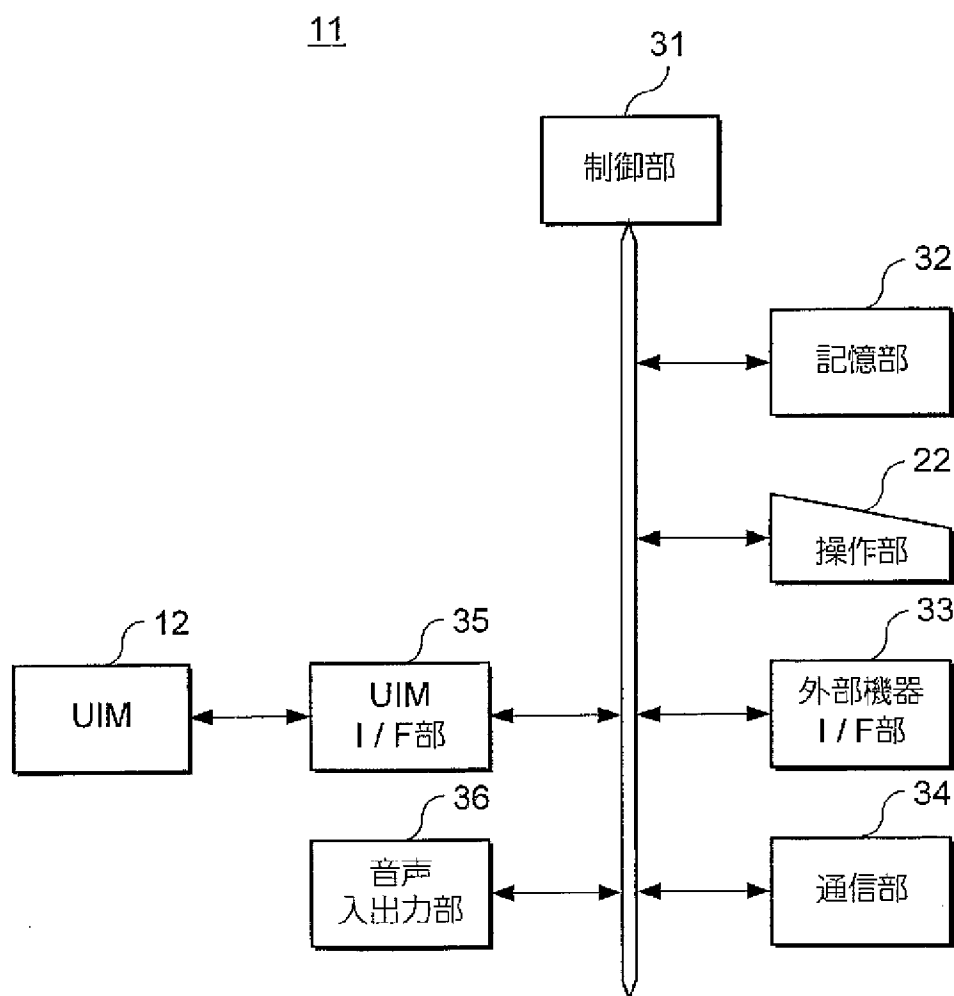 11
31
制御部
32
記憶部
22
操作部
12
UIM
35
UIM
I / F部
33
外部機器
I / F部
36
音声
入出力部
34
通信部